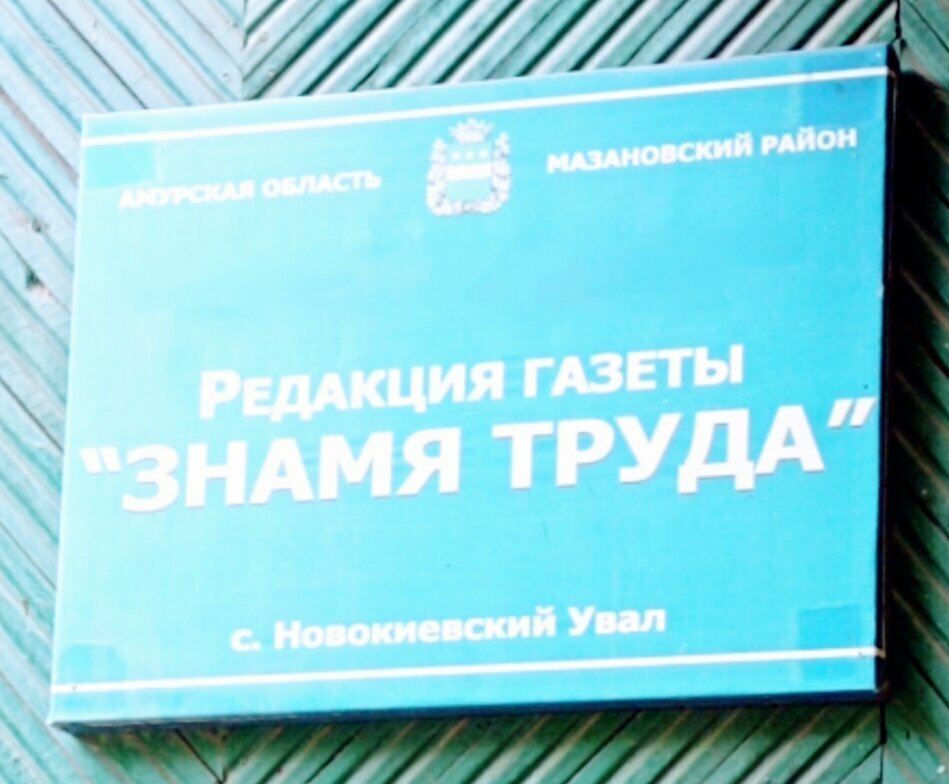 АМУРСКАЯ ОБЛАСТЬ
МАЗАНОВСКИЙ РАЙОН
РЕДАКЦИЯ ГАЗЕТЫ
"ЗНАМЯ ТРУДА"
с. Новокиевский Увал